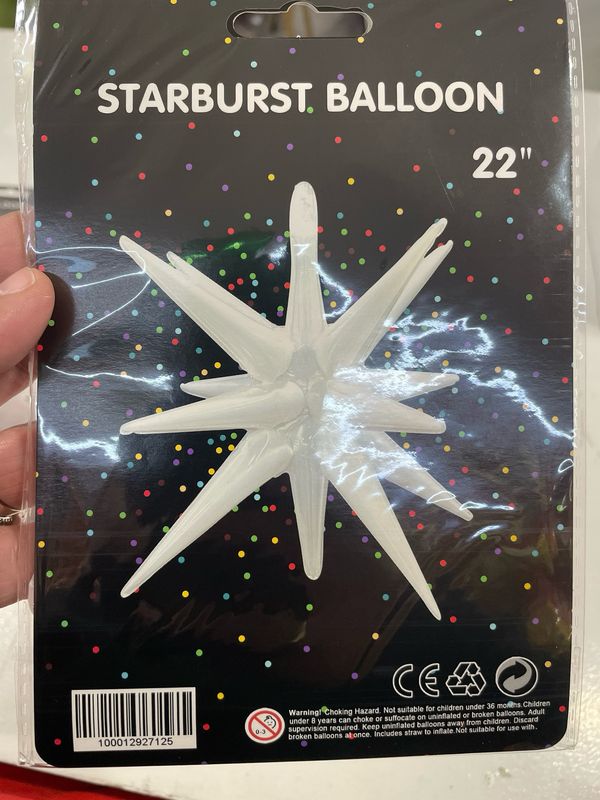 STARBURST BALLOON
22"
CE
0-3
Warning! Choking Hazard. Not suitable for children under 36 months.Children
under 8 years can choke or suffocate on uninflated or broken balloons. Adult
supervision required. Keep uninflated balloons away from children. Discard
broken balloons at once. Includes straw to inflate.Not suitable for use with.
100012927125